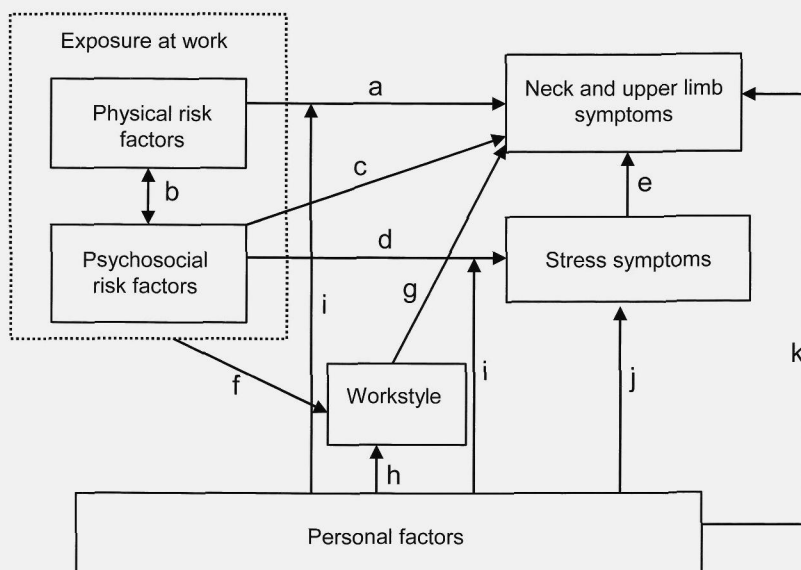 Exposure at work
Physical risk
factors
a
Neck and upper limb
symptoms
b
c
e
Psychosocial
risk factors
d
Stress symptoms
g
i
f
Workstyle
i
j
k
h
Personal factors